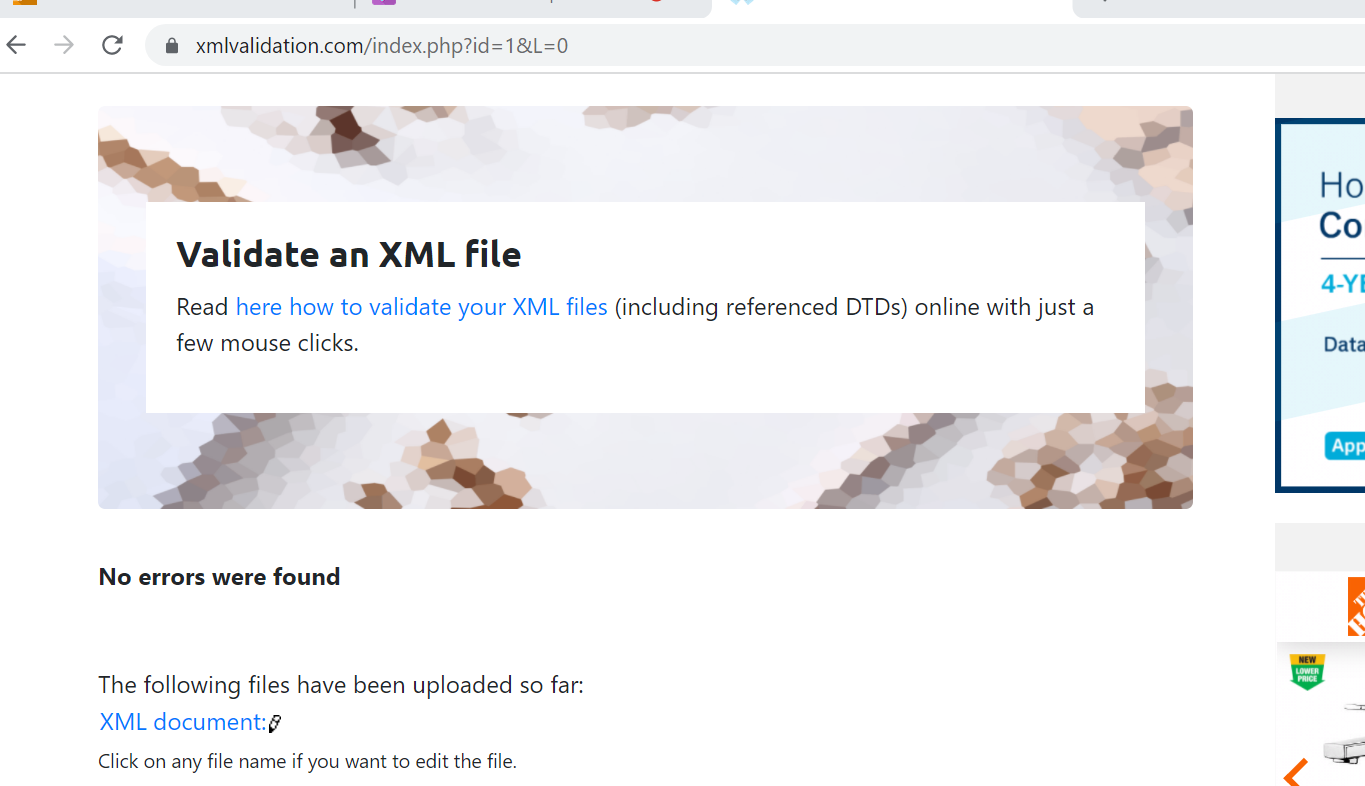 xmlvalidation.com/index.php?id=1&L=0
Validate an XML file
Read here how to validate your XML files (including referenced DTDs) online with just a
few mouse clicks.
No errors were found
The following files have been uploaded so far:
XML document:
Click on any file name if you want to edit the file.
Ho
Co
4-YE
Data
App
NEW
LOWER
PRICE